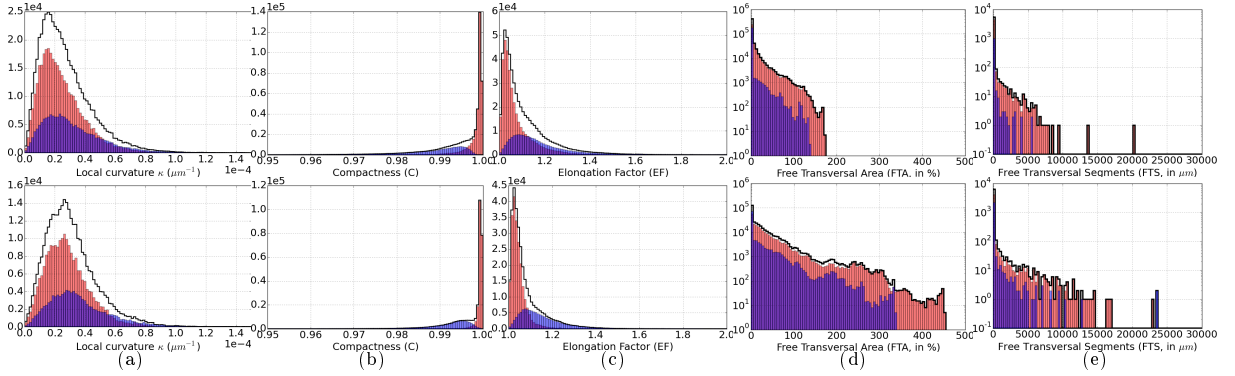 2.5 1e4
2.0
1.5
1.0
0.5
0.0
0.0 0.2 0.4 0.6 0.8 1.0 1.2 1.4
Local curvature κ (μm⁻¹) 1e−4
1.4 1e5
1.2
1.0
0.8
0.6
0.4
0.2
0.0
0.95 0.96 0.97 0.98 0.99 1.00
Compactness (C)
6 1e4
5
4
3
2
1
0
1.0 1.2 1.4 1.6 1.8 2.0
Elongation Factor (EF)
10⁶
10⁵
10⁴
10³
10²
10¹
10⁰
0 100 200 300 400 500
Free Transversal Area (FTA, in %)
10⁴
10³
10²
10¹
10⁰
10⁻¹
0 5000 10000 15000 20000 25000 30000
Free Transversal Segments (FTS, in μm)
1.6 1e4
1.4
1.2
1.0
0.8
0.6
0.4
0.2
0.0
0.0 0.2 0.4 0.6 0.8 1.0 1.2 1.4
Local curvature κ (μm⁻¹) 1e−4
1.2 1e5
1.0
0.8
0.6
0.4
0.2
0.0
0.95 0.96 0.97 0.98 0.99 1.00
Compactness (C)
4.5 1e4
4.0
3.5
3.0
2.5
2.0
1.5
1.0
0.5
0.0
1.0 1.2 1.4 1.6 1.8 2.0
Elongation Factor (EF)
10⁶
10⁵
10⁴
10³
10²
10¹
10⁰
0 100 200 300 400 500
Free Transversal Area (FTA, in %)
10⁴
10³
10²
10¹
10⁰
10⁻¹
0 5000 10000 15000 20000 25000 30000
Free Transversal Segments (FTS, in μm)
(a) (b) (c) (d) (e)